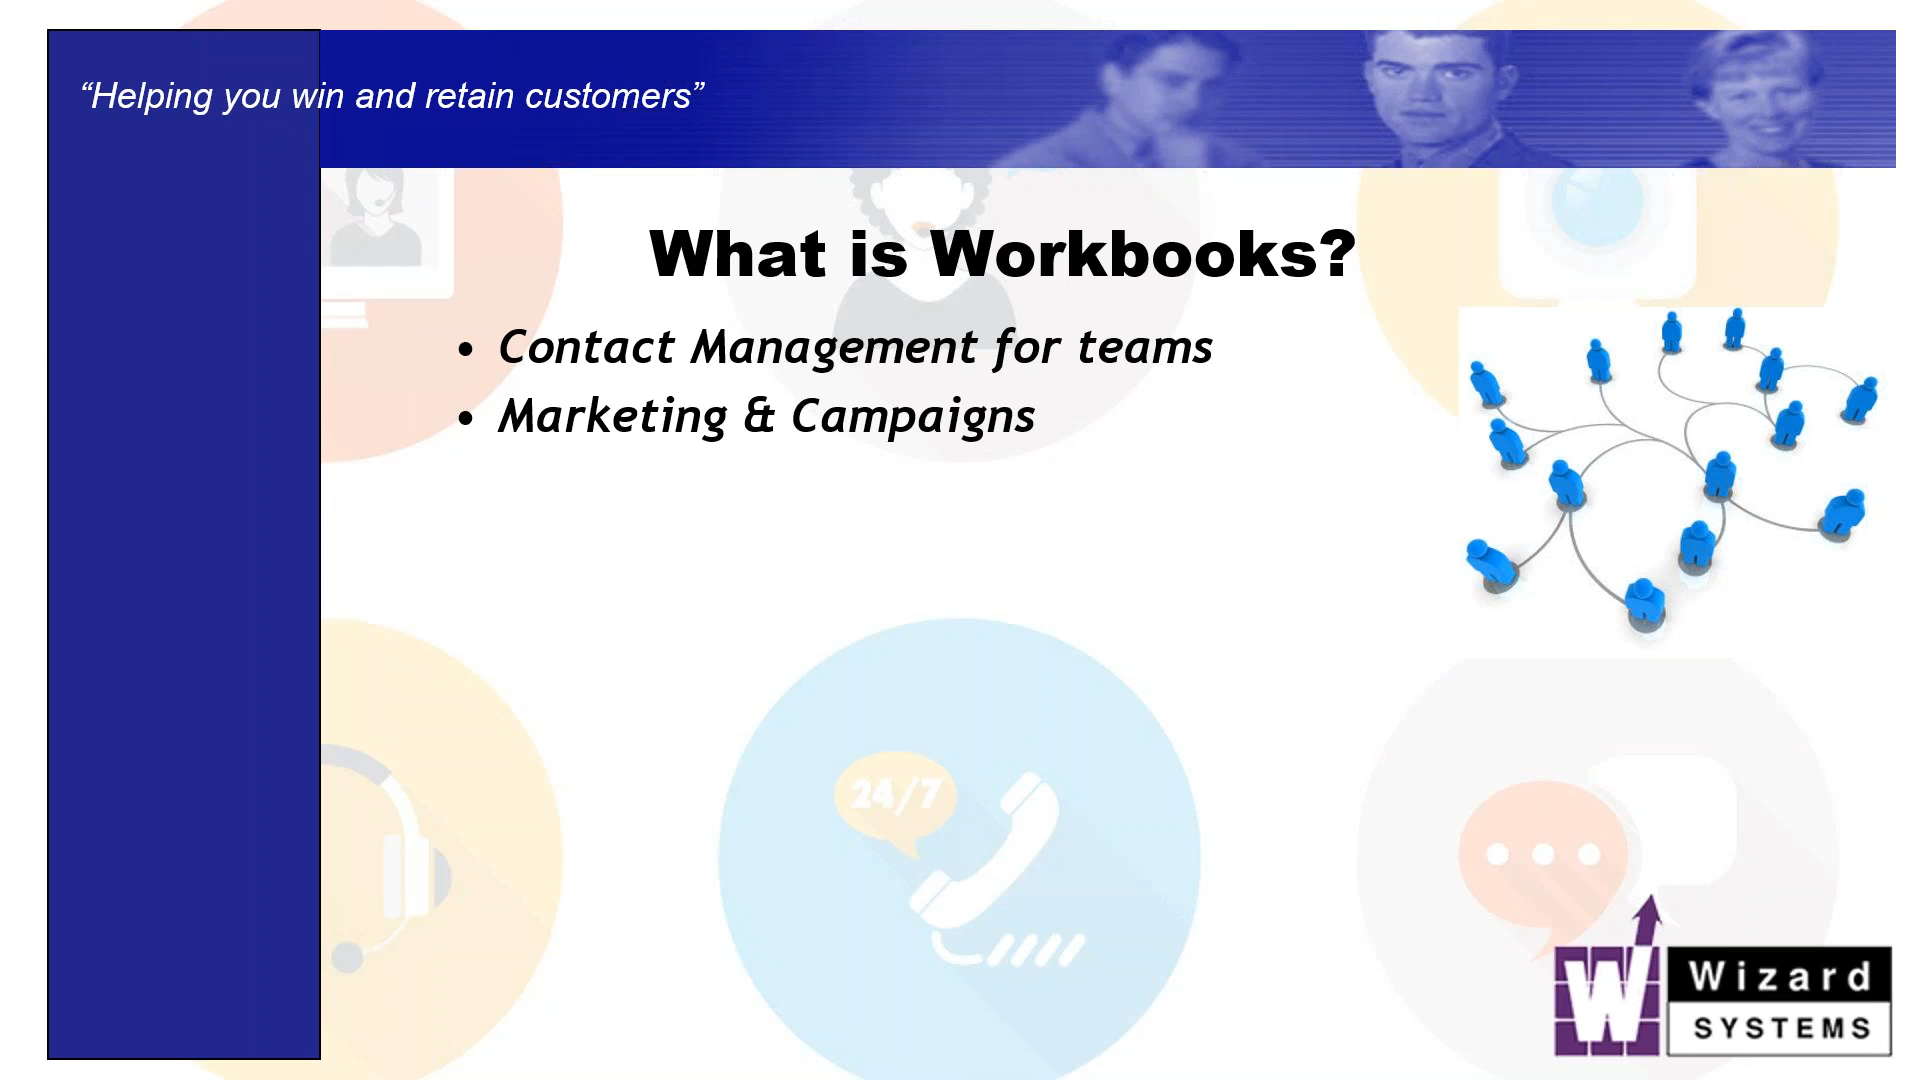 “Helping you win and retain customers”
What is Workbooks?
• Contact Management for teams
• Marketing & Campaigns
24/7
W Wizard
SYSTEMS